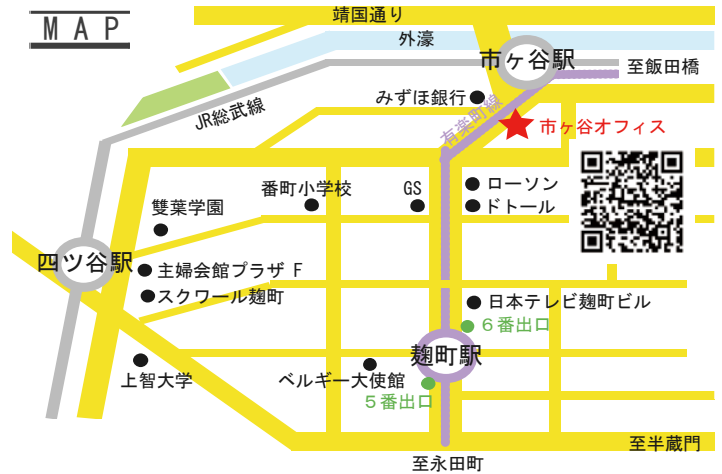 MAP
靖国通り
外濠
市ヶ谷駅
至飯田橋
みずほ銀行
有楽町線
市ヶ谷オフィス
JR総武線
番町小学校
GS
ローソン
ドトール
雙葉学園
四ツ谷駅
主婦会館プラザ F
スクワール麹町
日本テレビ麹町ビル
6番出口
麹町駅
上智大学
ベルギー大使館
5番出口
至半蔵門
至永田町